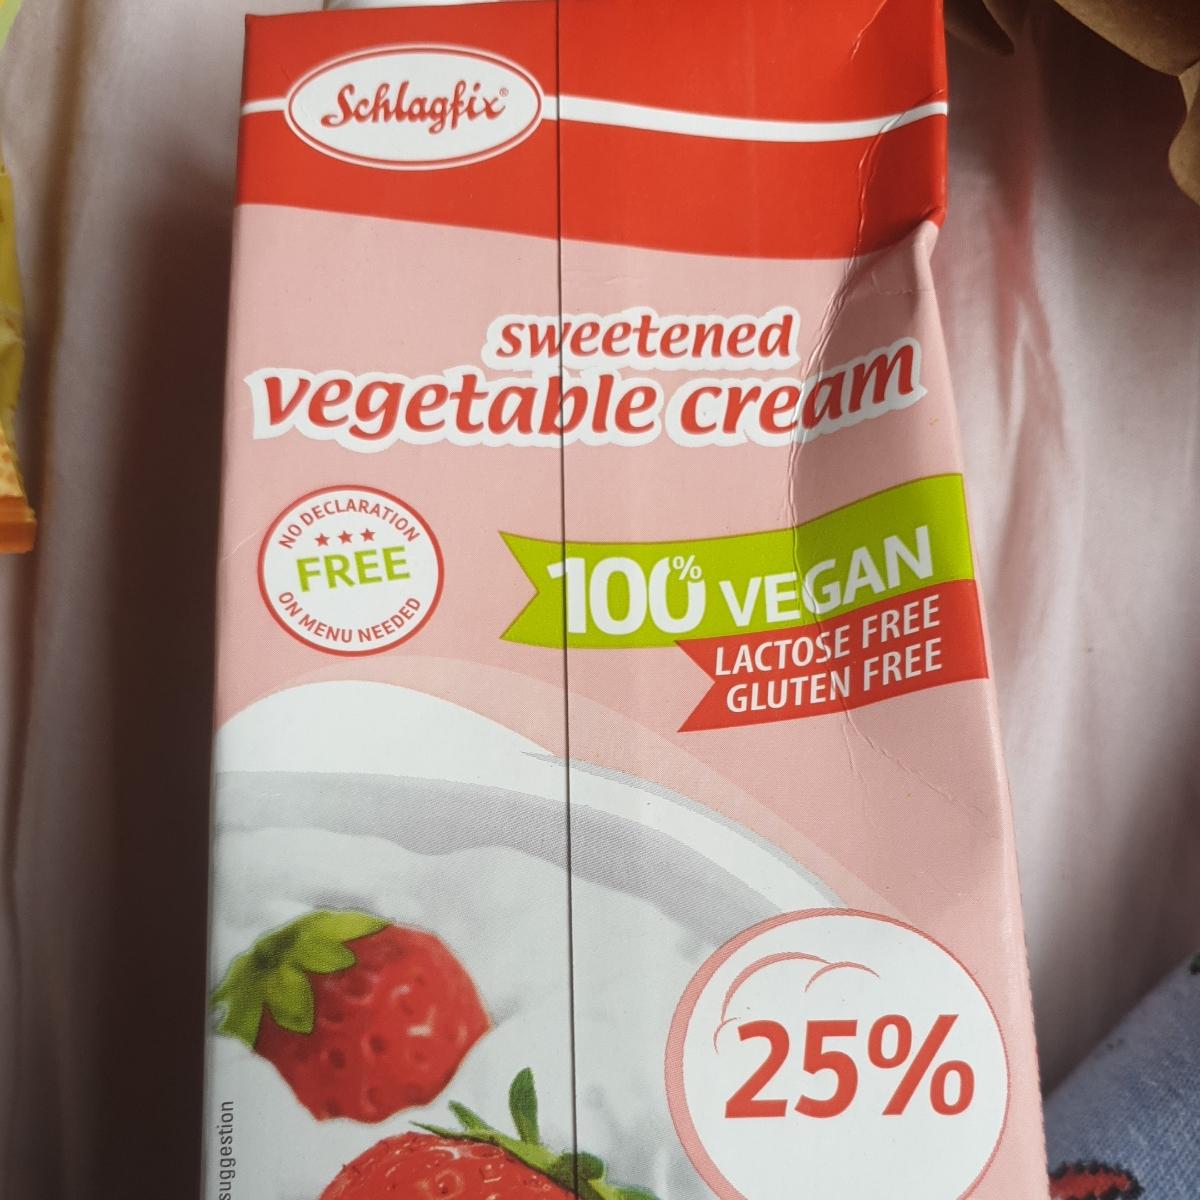 Schlagfix®
sweetened
vegetable cream
NO DECLARATION
FREE
ON MENU NEEDED
100% VEGAN
LACTOSE FREE
GLUTEN FREE
25%
suggestion